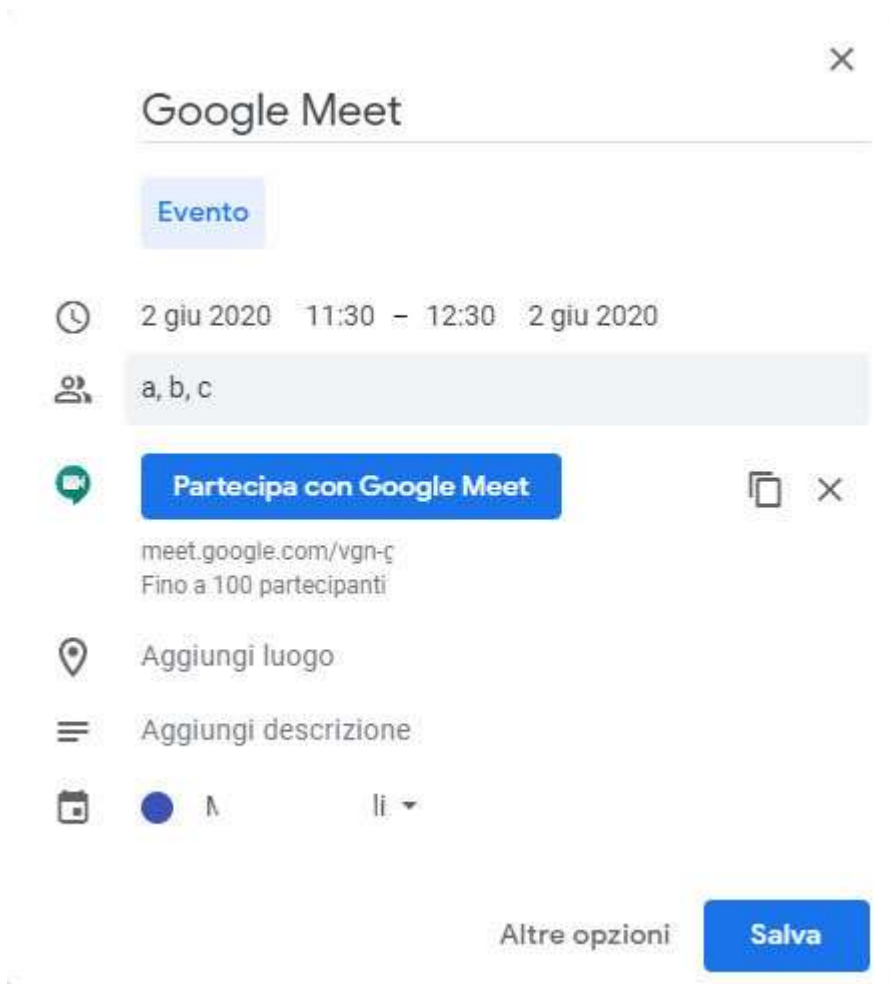 Google Meet
Evento
2 giu 2020 11:30 – 12:30 2 giu 2020
a, b, c
Partecipa con Google Meet
meet.google.com/vgn-
Fino a 100 partecipanti
Aggiungi luogo
Aggiungi descrizione
li
Altre opzioni Salva